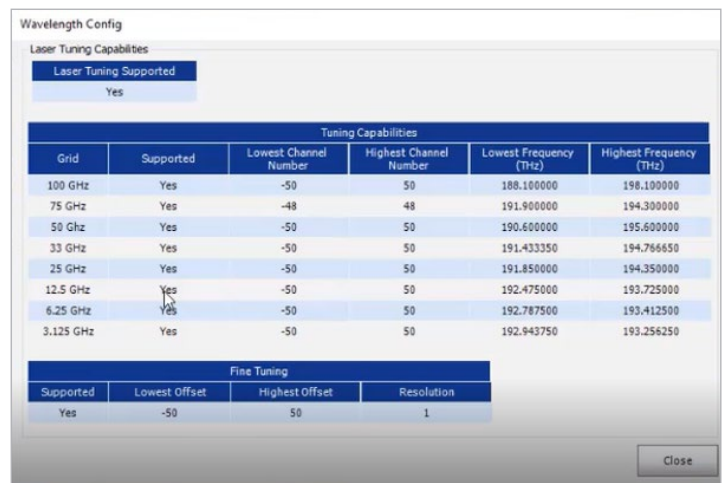 Wavelength Config
Laser Tuning Capabilities
Laser Tuning Supported
Yes
Tuning Capabilities
Grid Supported Lowest Channel Number Highest Channel Number Lowest Frequency (THz) Highest Frequency (THz)
100 GHz Yes -50 50 188.100000 198.100000
75 GHz Yes -48 48 191.900000 194.300000
50 Ghz Yes -50 50 190.600000 195.600000
33 GHz Yes -50 50 191.433350 194.766650
25 GHz Yes -50 50 191.850000 194.350000
12.5 GHz Yes -50 50 192.475000 193.725000
6.25 GHz Yes -50 50 192.787500 193.412500
3.125 GHz Yes -50 50 192.943750 193.256250
Fine Tuning
Supported Lowest Offset Highest Offset Resolution
Yes -50 50 1
Close